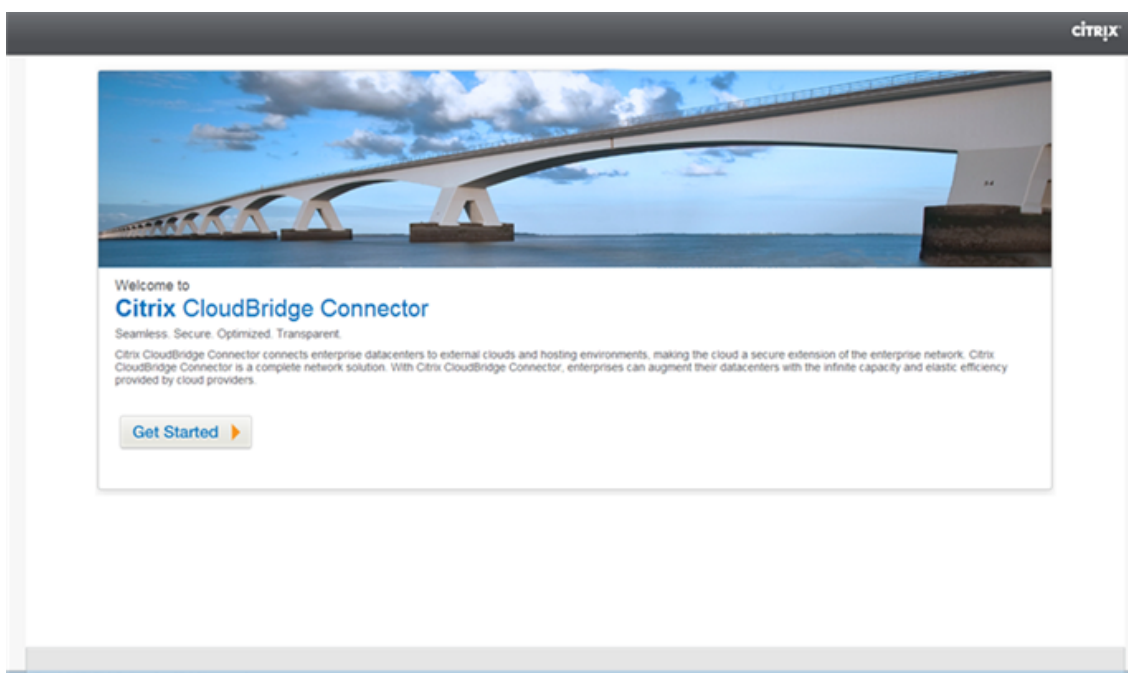 CİTRIX
Welcome to
Citrix CloudBridge Connector
Seamless. Secure. Optimized. Transparent.
Citrix CloudBridge Connector connects enterprise datacenters to external clouds and hosting environments, making the cloud a secure extension of the enterprise network. Citrix
CloudBridge Connector is a complete network solution. With Citrix CloudBridge Connector, enterprises can augment their datacenters with the infinite capacity and elastic efficiency
provided by cloud providers.
Get Started